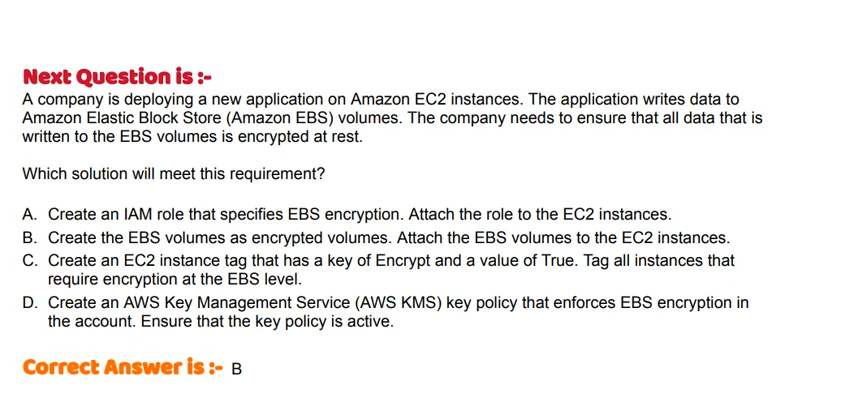 Next Question is :-
A company is deploying a new application on Amazon EC2 instances. The application writes data to
Amazon Elastic Block Store (Amazon EBS) volumes. The company needs to ensure that all data that is
written to the EBS volumes is encrypted at rest.
Which solution will meet this requirement?
A. Create an IAM role that specifies EBS encryption. Attach the role to the EC2 instances.
B. Create the EBS volumes as encrypted volumes. Attach the EBS volumes to the EC2 instances.
C. Create an EC2 instance tag that has a key of Encrypt and a value of True. Tag all instances that
require encryption at the EBS level.
D. Create an AWS Key Management Service (AWS KMS) key policy that enforces EBS encryption in
the account. Ensure that the key policy is active.
Correct Answer is :- B